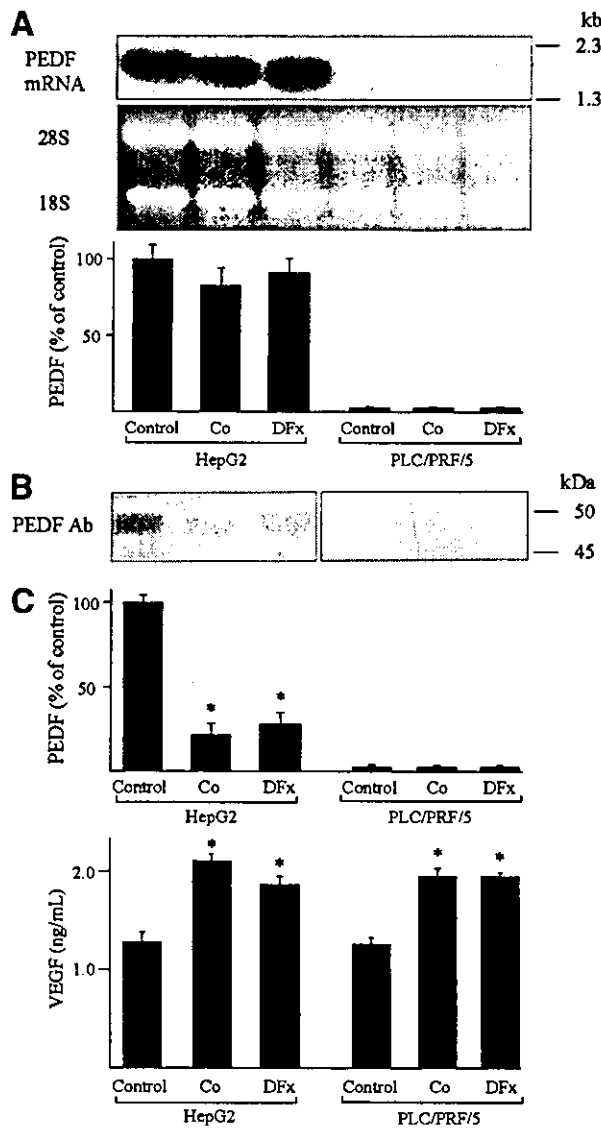 A
kb
PEDF
mRNA
2.3
1.3
28S
18S
PEDF (% of control)
100
50
Control Co DFx Control Co DFx
HepG2 PLC/PRF/5
B
kDa
PEDF Ab
50
45
C
PEDF (% of control)
100
50
* *
Control Co DFx Control Co DFx
HepG2 PLC/PRF/5
VEGF (ng/mL)
2.0
1.0
* * * *
Control Co DFx Control Co DFx
HepG2 PLC/PRF/5